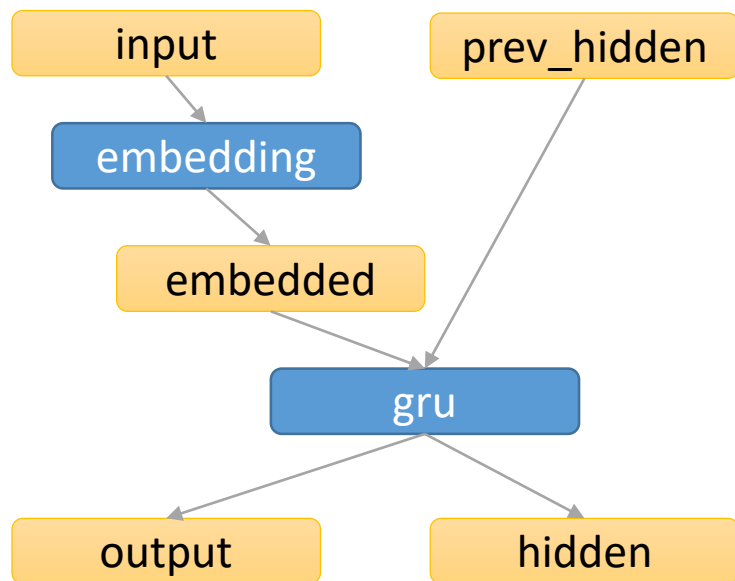 input
prev_hidden
embedding
embedded
gru
output
hidden